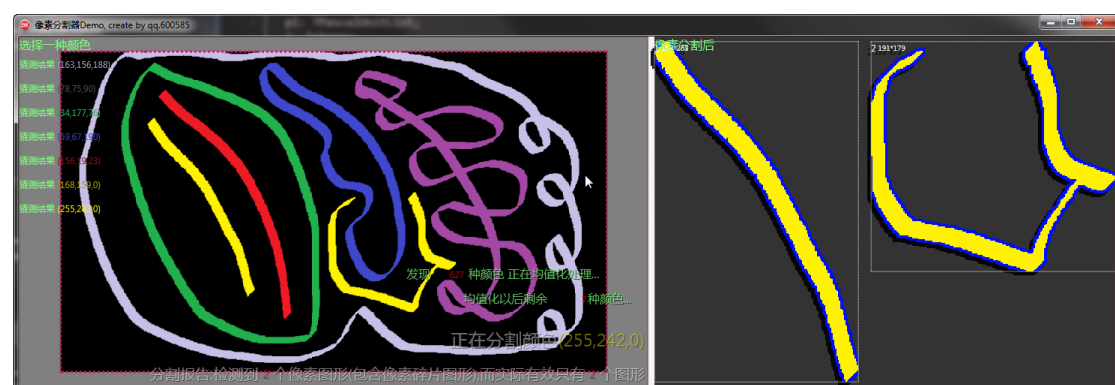 像素分割器Demo, create by qq.600585
选择一种颜色
猜测结果 (163,156,188)
猜测结果 (78,75,90)
猜测结果 (34,177,76)
猜测结果
猜测结果
猜测结果
猜测结果
发现 627 种颜色 正在均值化处理...
均值化以后剩余 种颜色...
正在分割颜色(255,242,0)
分割报告:检测到 2 个像素图形(包含像素碎片图形),而实际有效只有 2 个图形
像素分割后
2 191*179